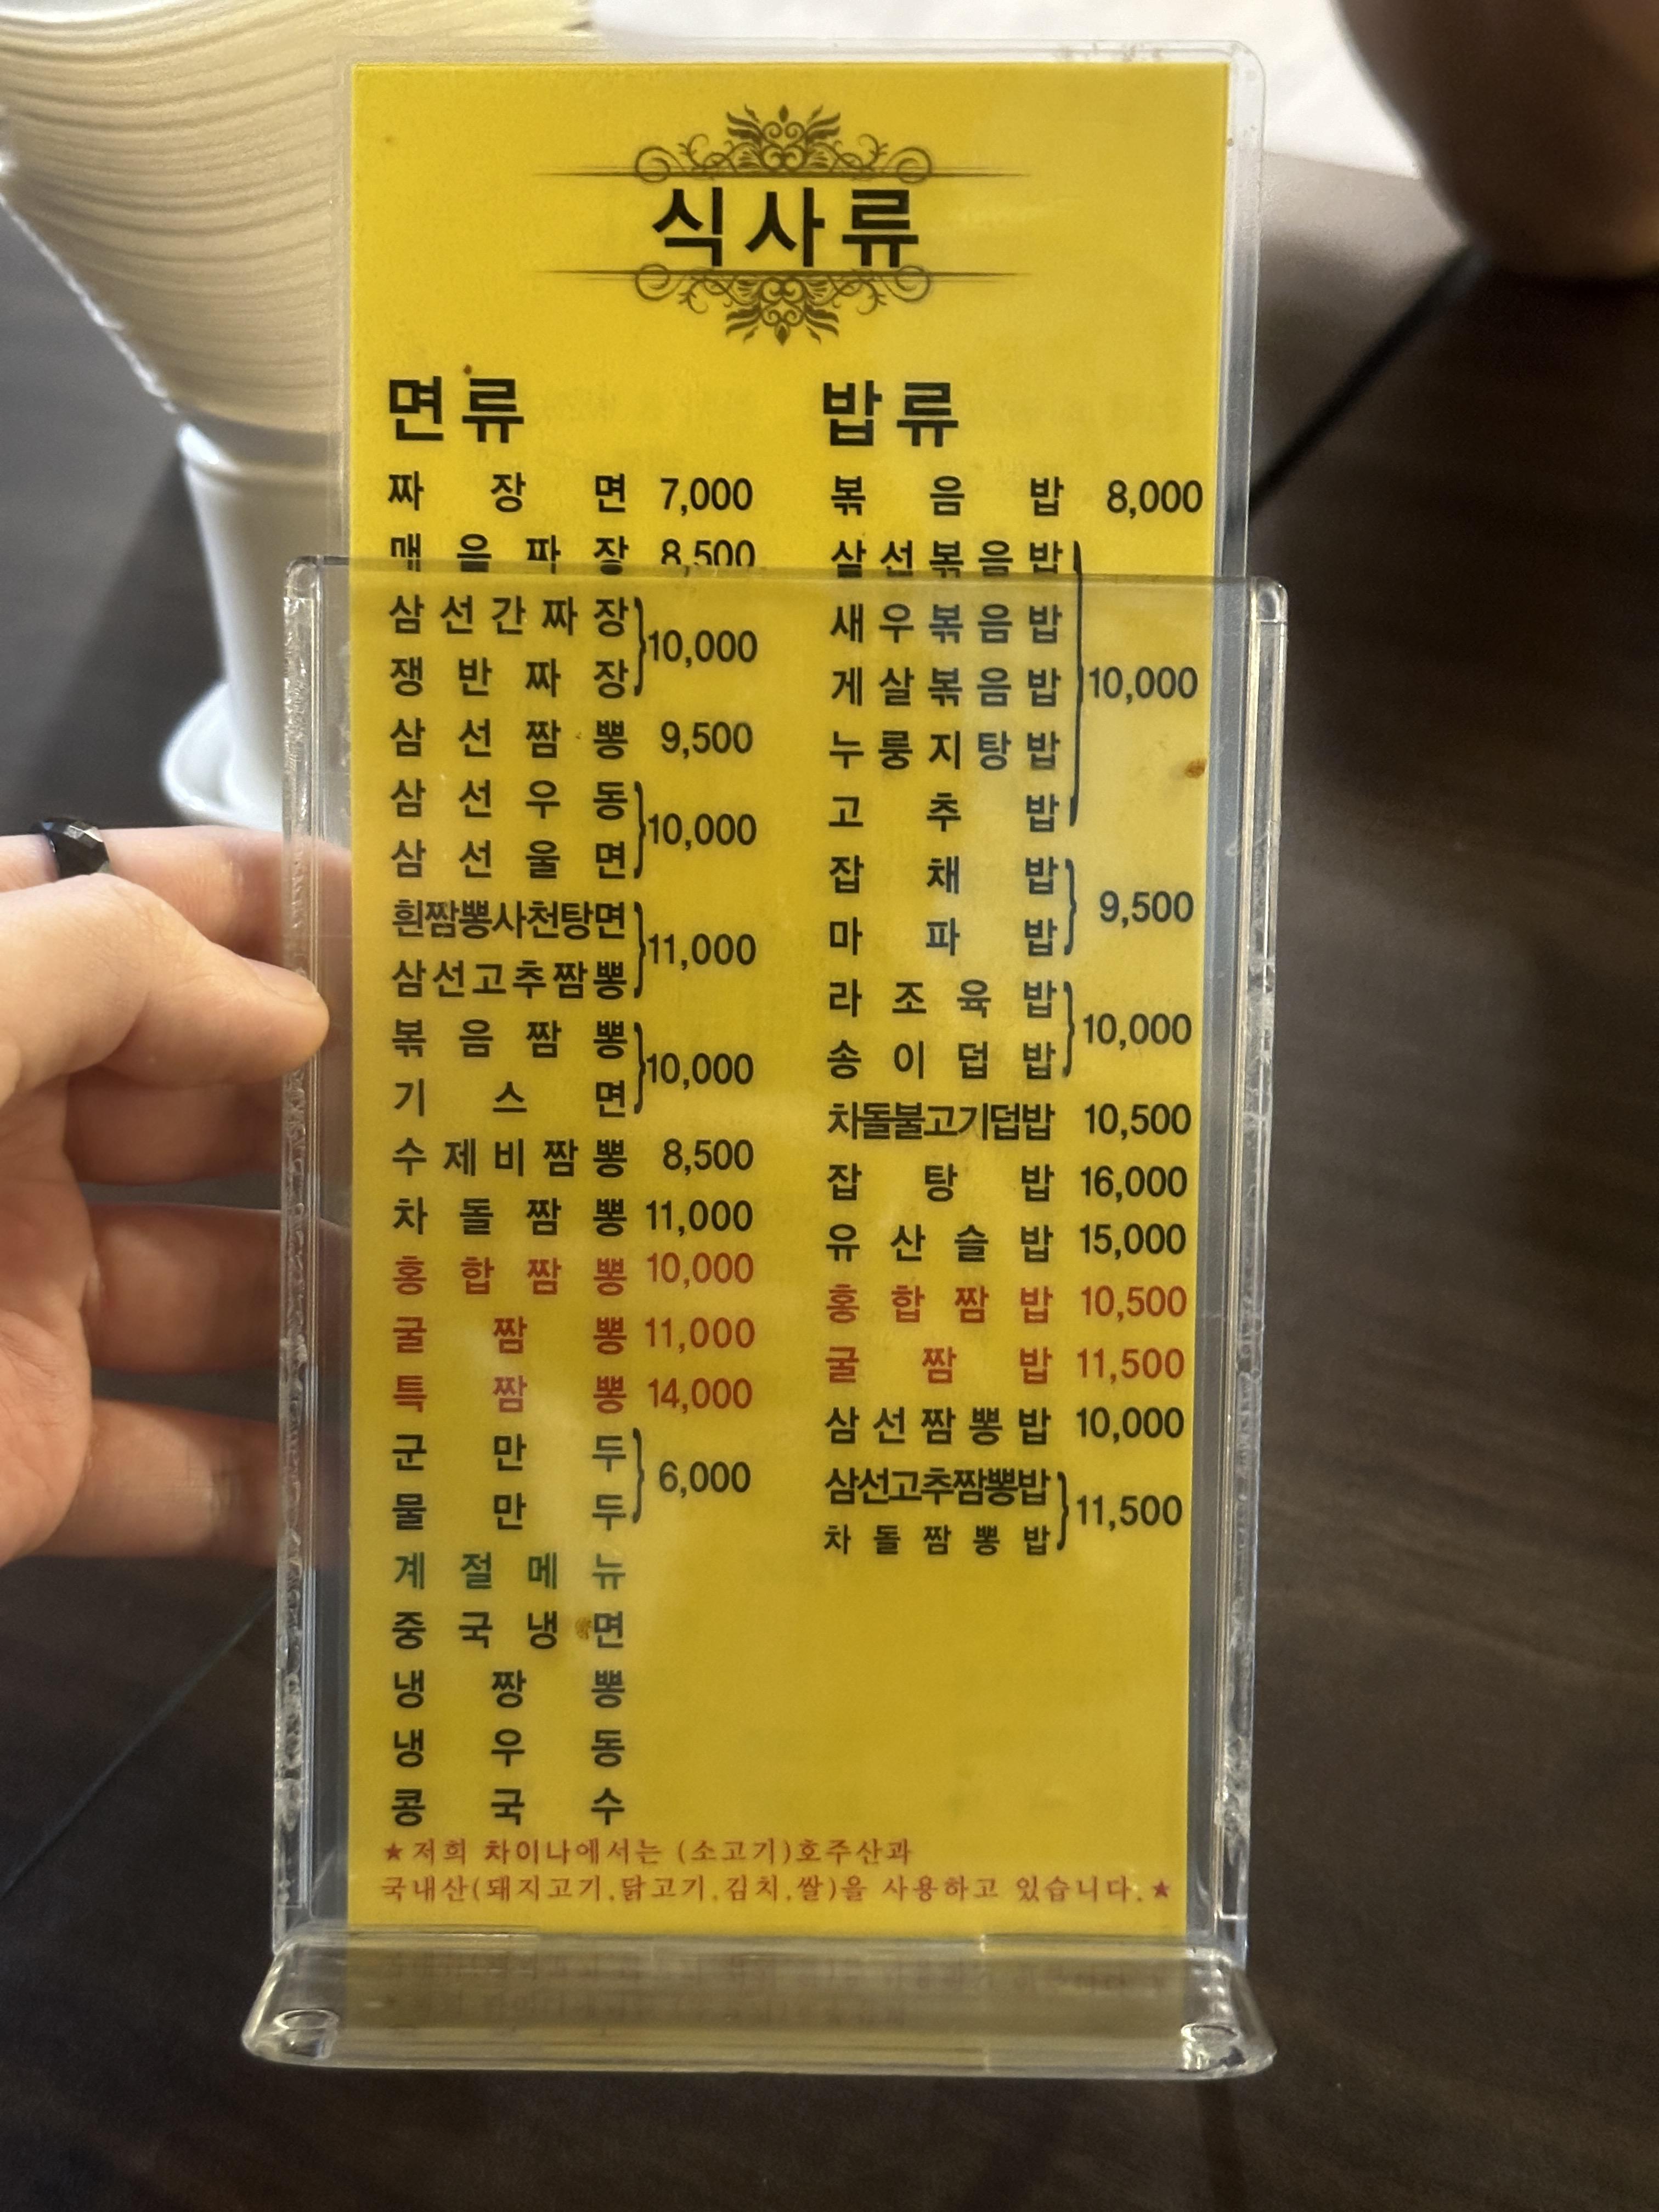 식사류
면류
짜장면 7,000
매운짜장 8,500
삼선간짜장
쟁반짜장
10,000
삼선짬뽕 9,500
삼선우동
삼선울면
10,000
흰짬뽕사천탕면
삼선고추짬뽕
11,000
볶음짬뽕
기스면
10,000
수제비짬뽕 8,500
차돌짬뽕 11,000
홍합짬뽕 10,000
굴짬뽕 11,000
특짬뽕 14,000
군만두
물만두
6,000
계절메뉴
중국냉면
냉짱뽕
냉우동
콩국수
밥류
볶음밥 8,000
살선볶음밥
새우볶음밥
게살볶음밥
누룽지탕밥
고추밥
10,000
잡채밥
마파밥
9,500
라조육밥
송이덥밥
10,000
차돌불고기덥밥 10,500
잡탕밥 16,000
유산슬밥 15,000
홍합짬밥 10,500
굴짬밥 11,500
삼선짬뽕밥 10,000
삼선고추짬뽕밥
차돌짬뽕밥
11,500
★저희 차이나에서는 (소고기)호주산과
국내산(돼지고기,닭고기,김치,쌀)을 사용하고 있습니다.★